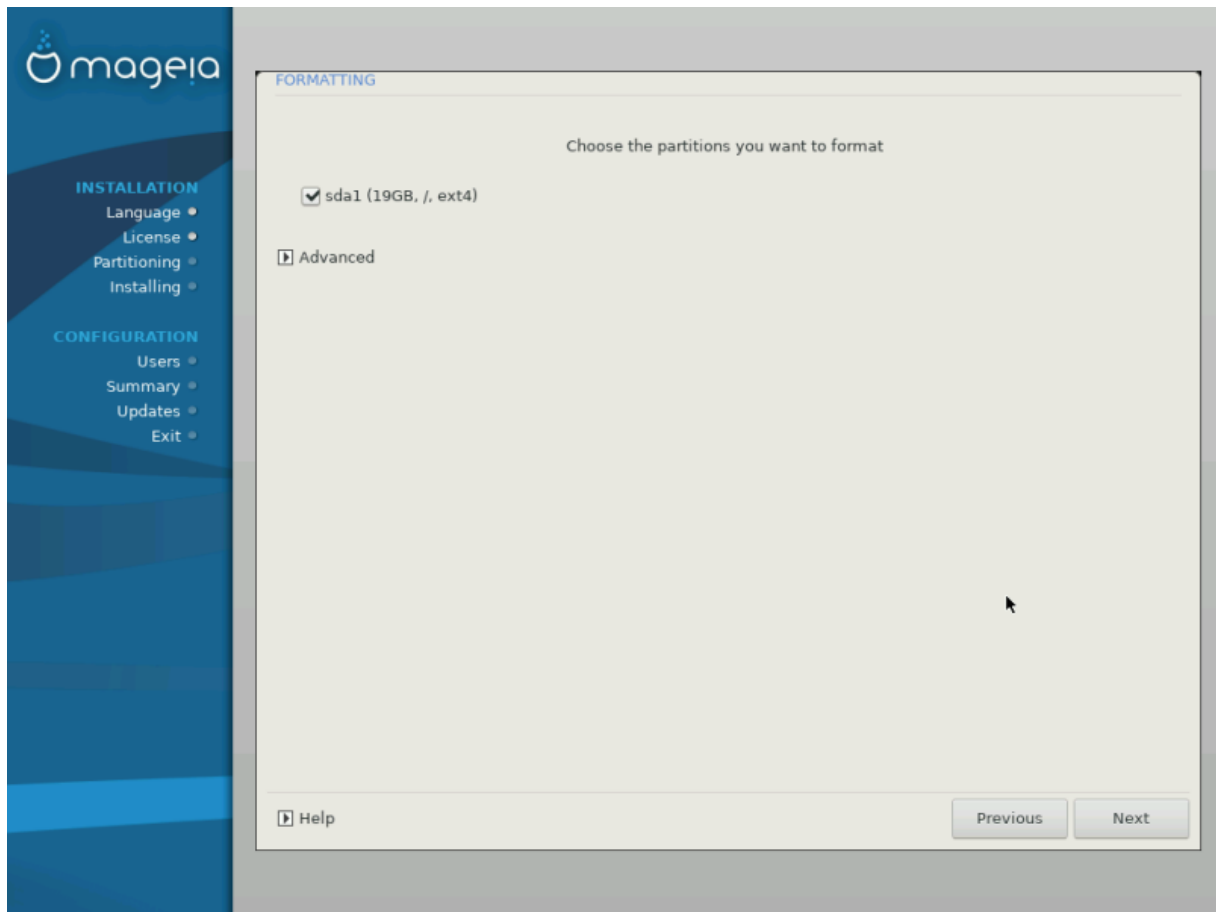 mageia
INSTALLATION
Language
License
Partitioning
Installing
CONFIGURATION
Users
Summary
Updates
Exit
FORMATTING
Choose the partitions you want to format
sda1 (19GB, /, ext4)
Advanced
Help
Previous
Next